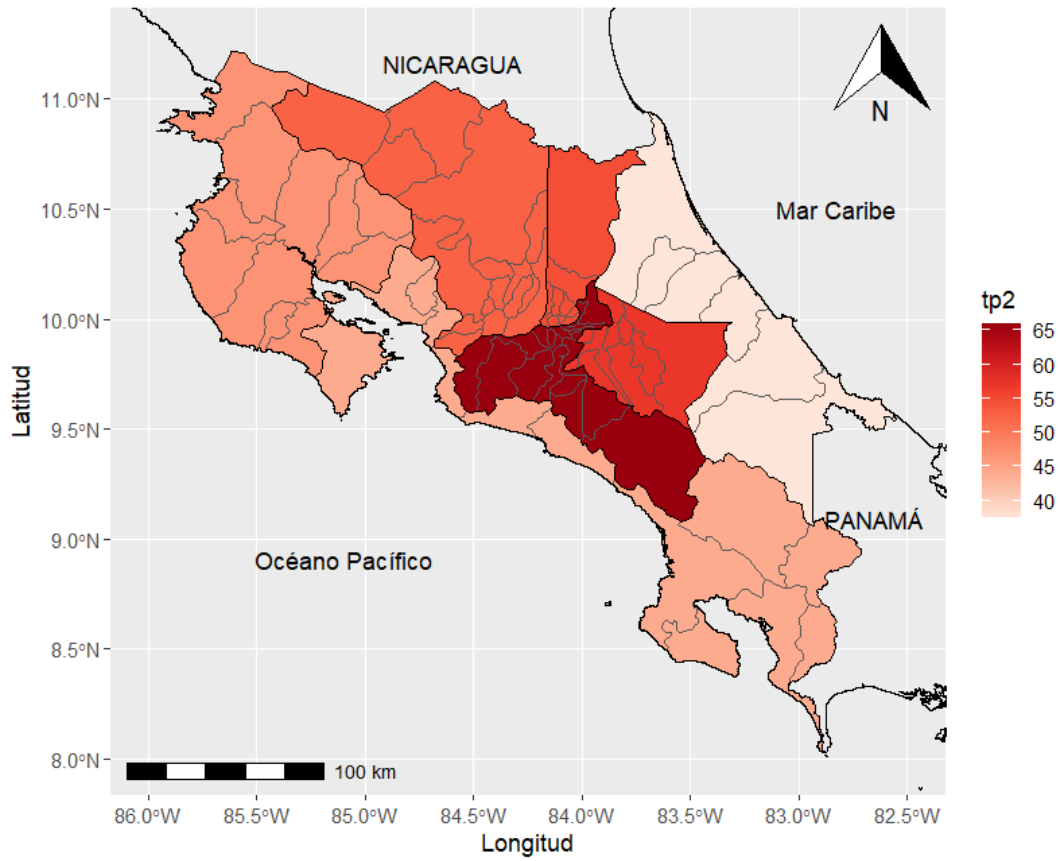 NICARAGUA
N
Mar Caribe
PANAMÁ
Océano Pacífico
100 km
11.0°N
10.5°N
10.0°N
9.5°N
9.0°N
8.5°N
8.0°N
Latitud
86.0°W 85.5°W 85.0°W 84.5°W 84.0°W 83.5°W 83.0°W 82.5°W
Longitud
tp2
65
60
55
50
45
40